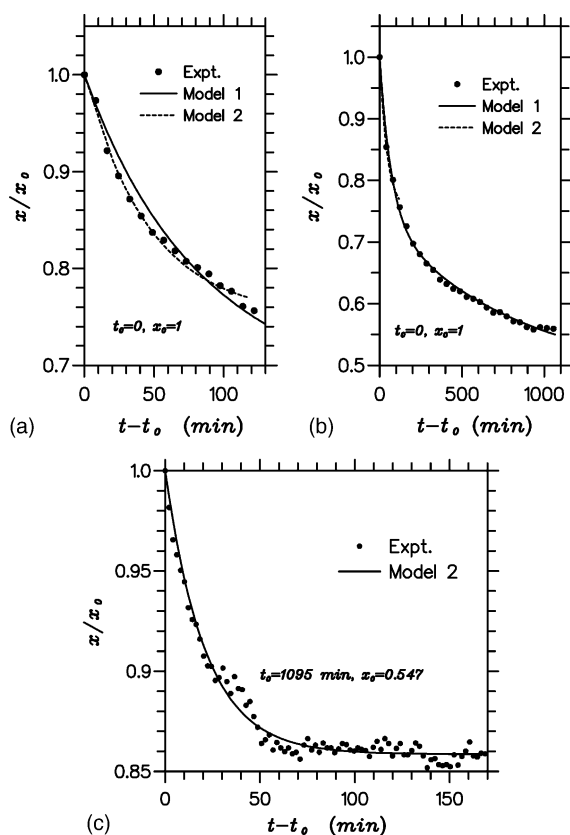 1.0
0.9
0.8
0.7
x/x₀
Expt.
Model 1
Model 2
t₀=0, x₀=1
0 50 100
t−t₀ (min)
(a)
1.0
0.9
0.8
0.7
0.6
0.5
x/x₀
Expt.
Model 1
Model 2
t₀=0, x₀=1
0 500 1000
t−t₀ (min)
(b)
1.0
0.95
0.9
0.85
x/x₀
Expt.
Model 2
t₀=1095 min, x₀=0.547
0 50 100 150
t−t₀ (min)
(c)